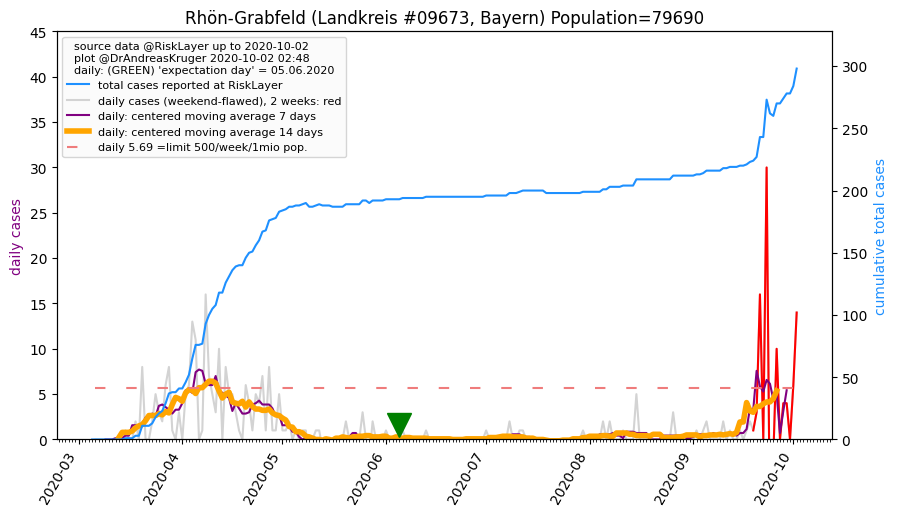 Rhön-Grabfeld (Landkreis #09673, Bayern) Population=79690
source data @RiskLayer up to 2020-10-02
plot @DrAndreasKruger 2020-10-02 02:48
daily: (GREEN) 'expectation day' = 05.06.2020
total cases reported at RiskLayer
daily cases (weekend-flawed), 2 weeks: red
daily: centered moving average 7 days
daily: centered moving average 14 days
daily 5.69 =limit 500/week/1mio pop.
daily cases
45
40
35
30
25
20
15
10
5
0
300
250
200
150
100
50
0
cumulative total cases
2020-03
2020-04
2020-05
2020-06
2020-07
2020-08
2020-09
2020-10